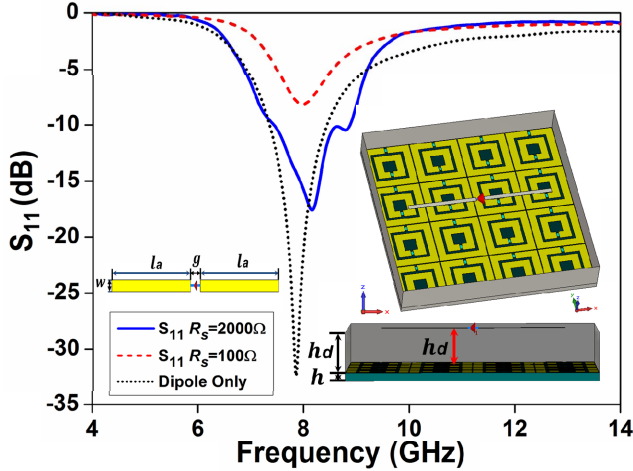 0
-5
-10
-15
-20
-25
-30
-35
S11 (dB)
4
6
8
10
12
14
Frequency (GHz)
la
g
la
w
S11 Rs=2000Ω
S11 Rs=100Ω
Dipole Only
z
x
y
z
x
hd
hd
h